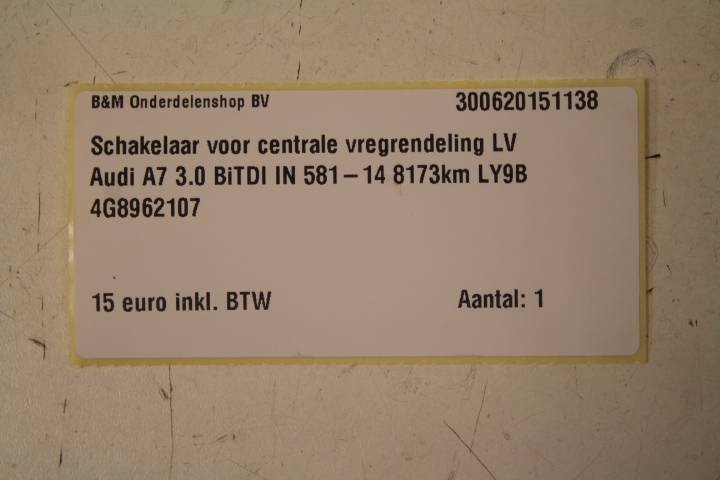 B&M Onderdelenshop BV 300620151138
Schakelaar voor centrale vregrendeling LV
Audi A7 3.0 BiTDI IN 581-14 8173km LY9B
4G8962107
15 euro inkl. BTW Aantal: 1